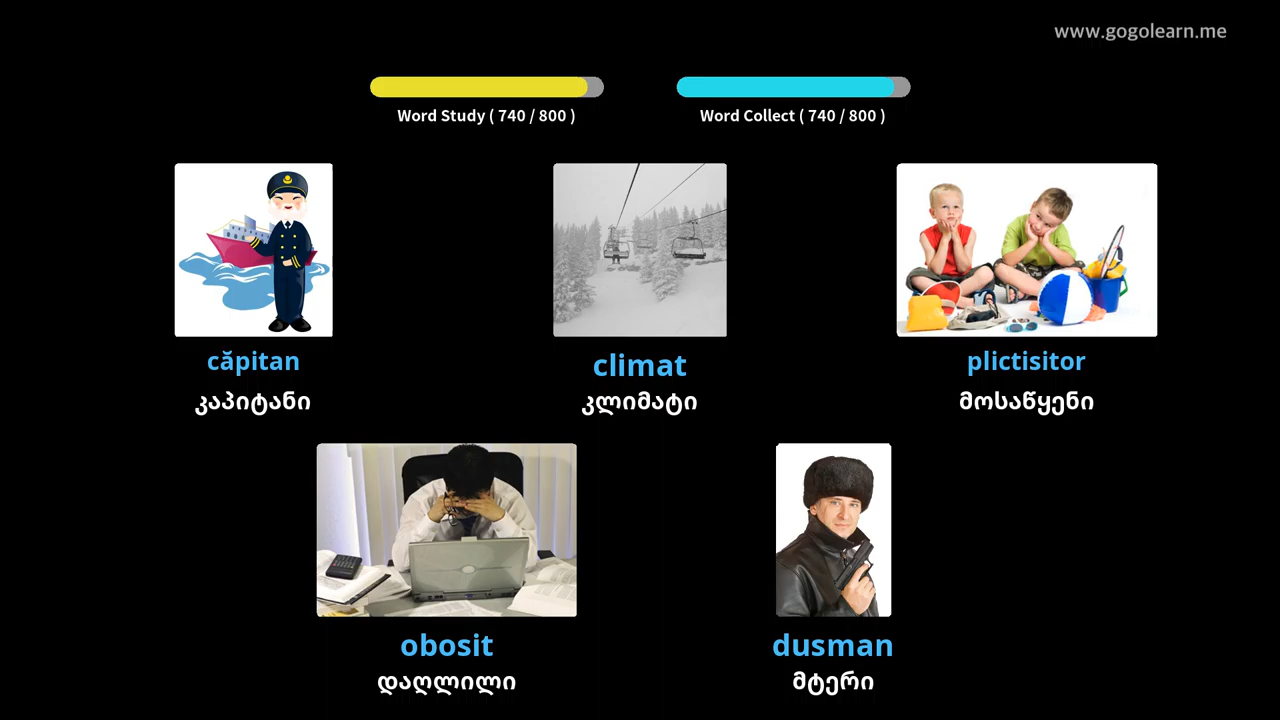 www.gogolearn.me
Word Study ( 740 / 800 )
Word Collect ( 740 / 800 )
căpitan
climat
plictisitor
კაპიტანი
კლიმატი
მოსაწყენი
obosit
dusman
დაღლილი
მტერი